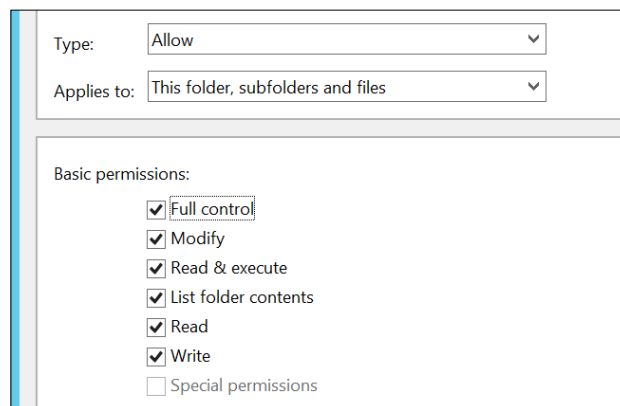 Type: Allow
Applies to: This folder, subfolders and files
Basic permissions:
Full control
Modify
Read & execute
List folder contents
Read
Write
Special permissions